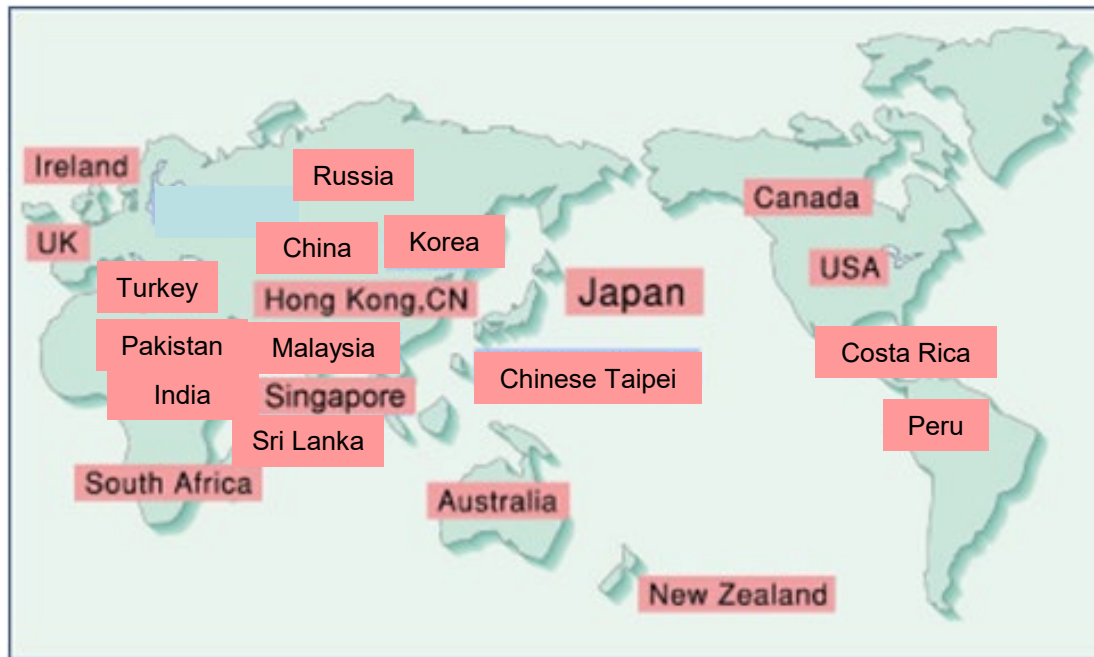 Ireland
Russia
Canada
UK
China
Korea
USA
Turkey
Hong Kong,CN
Japan
Pakistan
Malaysia
Costa Rica
Chinese Taipei
India
Singapore
Peru
Sri Lanka
South Africa
Australia
New Zealand